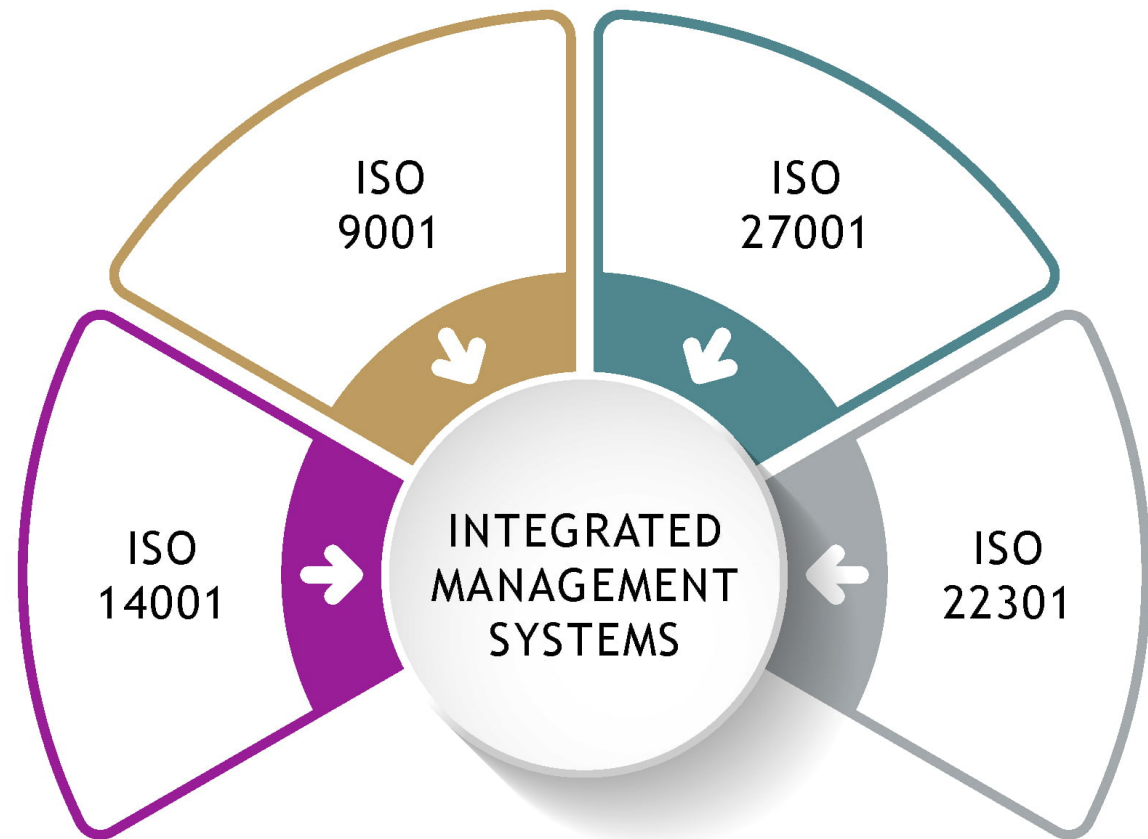 ISO
9001
ISO
27001
ISO
14001
INTEGRATED
MANAGEMENT
SYSTEMS
ISO
22301